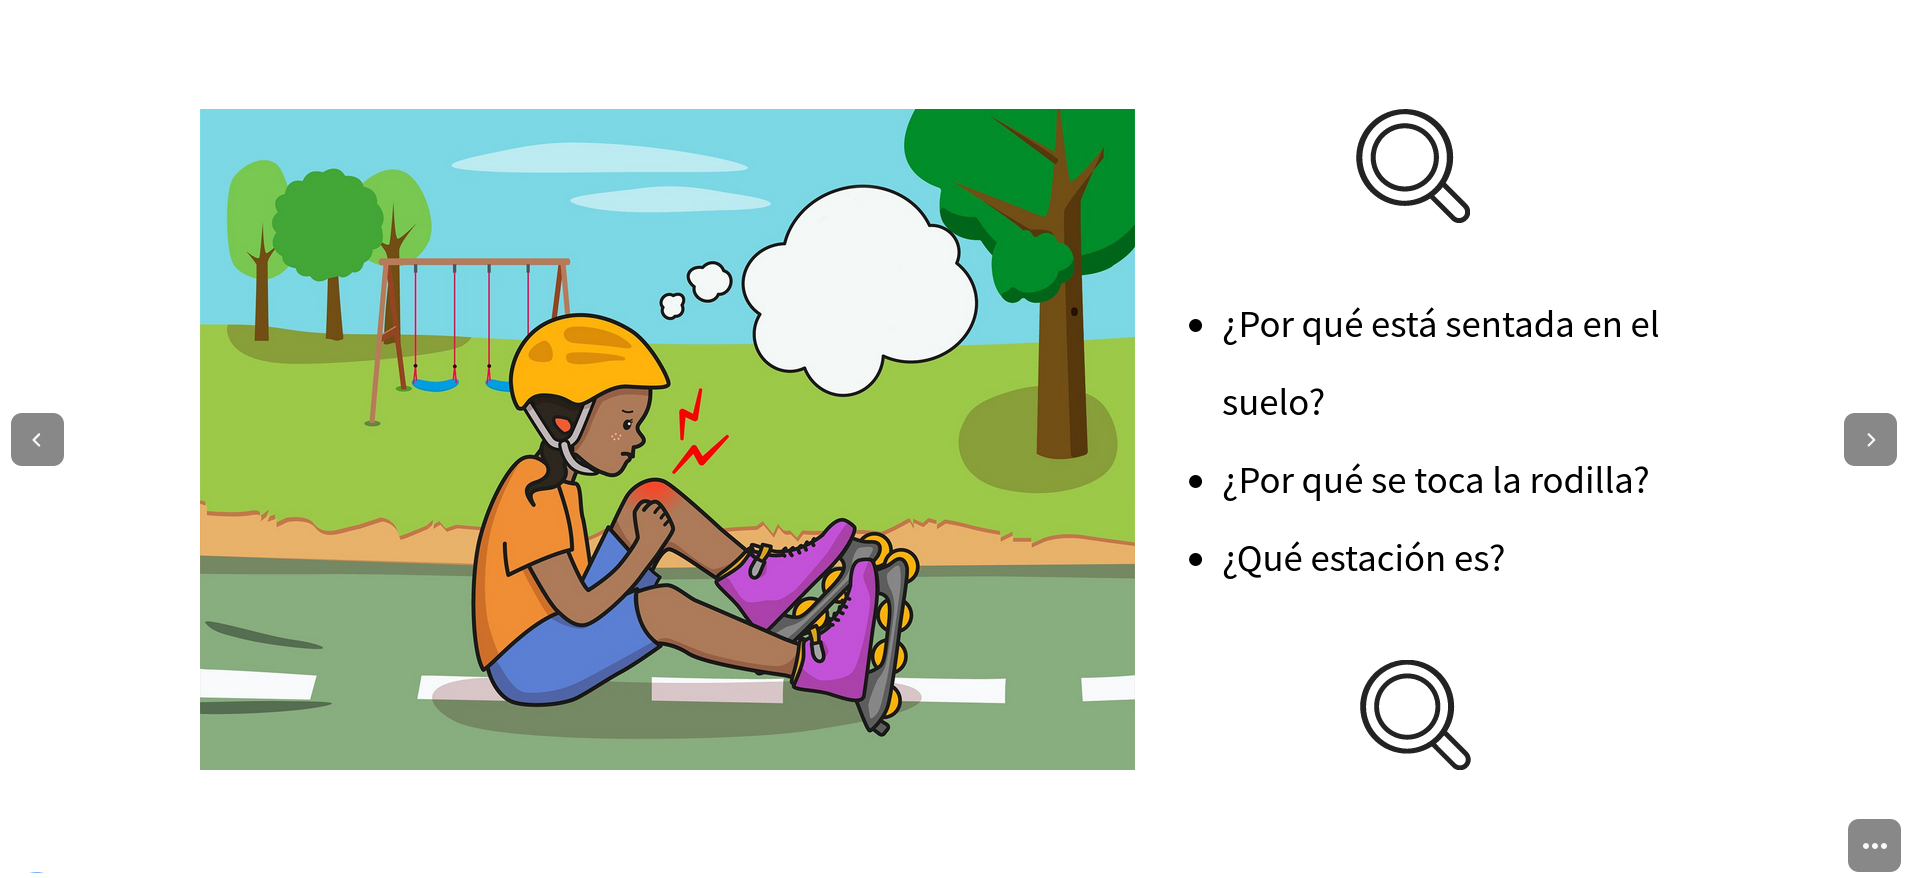 ¿Por qué está sentada en el
suelo?
¿Por qué se toca la rodilla?
¿Qué estación es?